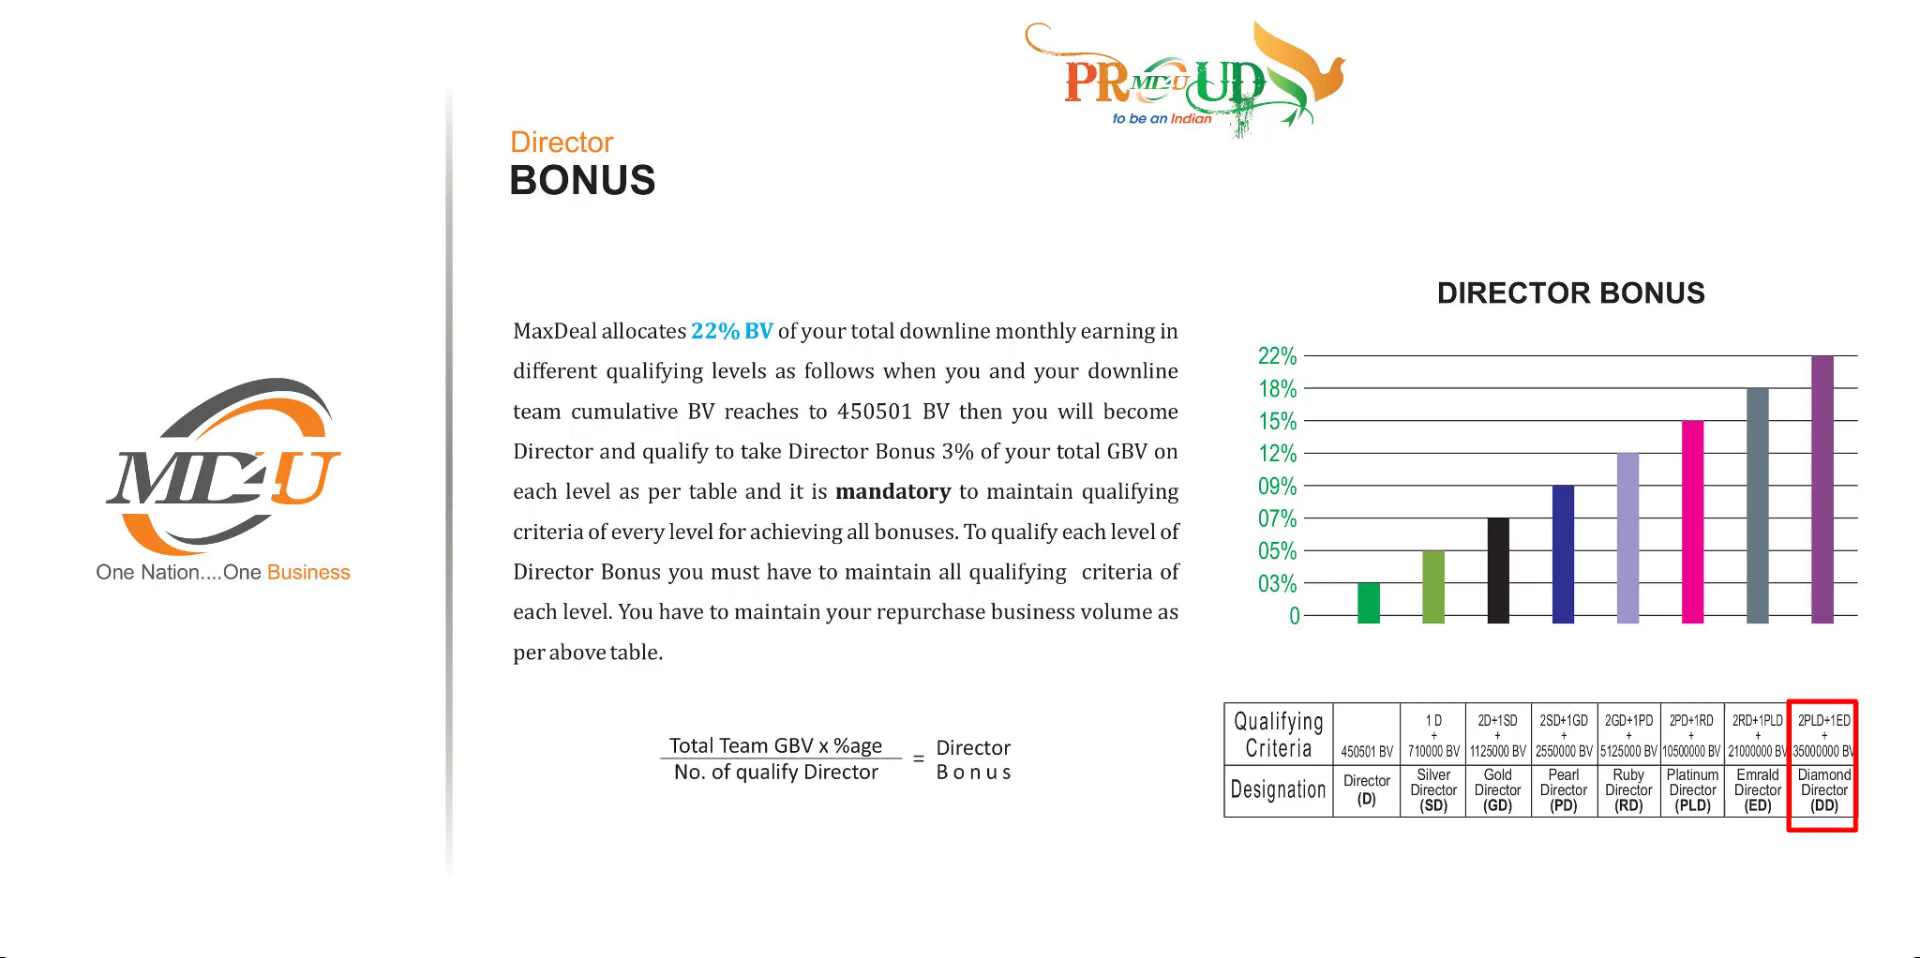 PROUD
MD4U
to be an Indian
Director
BONUS
MaxDeal allocates 22% BV of your total downline monthly earning in
different qualifying levels as follows when you and your downline
team cumulative BV reaches to 450501 BV then you will become
Director and qualify to take Director Bonus 3% of your total GBV on
each level as per table and it is mandatory to maintain qualifying
criteria of every level for achieving all bonuses. To qualify each level of
Director Bonus you must have to maintain all qualifying criteria of
each level. You have to maintain your repurchase business volume as
per above table.
Total Team GBV x %age
No. of qualify Director
=
Director
Bonus
MD4U
One Nation....One Business
DIRECTOR BONUS
22%
18%
15%
12%
09%
07%
05%
03%
0
Qualifying
Criteria
450501 BV
1 D
+
710000 BV
2D+1SD
+
1125000 BV
2SD+1GD
+
2550000 BV
2GD+1PD
+
5125000 BV
2PD+1RD
+
10500000 BV
2RD+1PLD
+
21000000 BV
2PLD+1ED
+
35000000 BV
Designation
Director
(D)
Silver
Director
(SD)
Gold
Director
(GD)
Pearl
Director
(PD)
Ruby
Director
(RD)
Platinum
Director
(PLD)
Emrald
Director
(ED)
Diamond
Director
(DD)